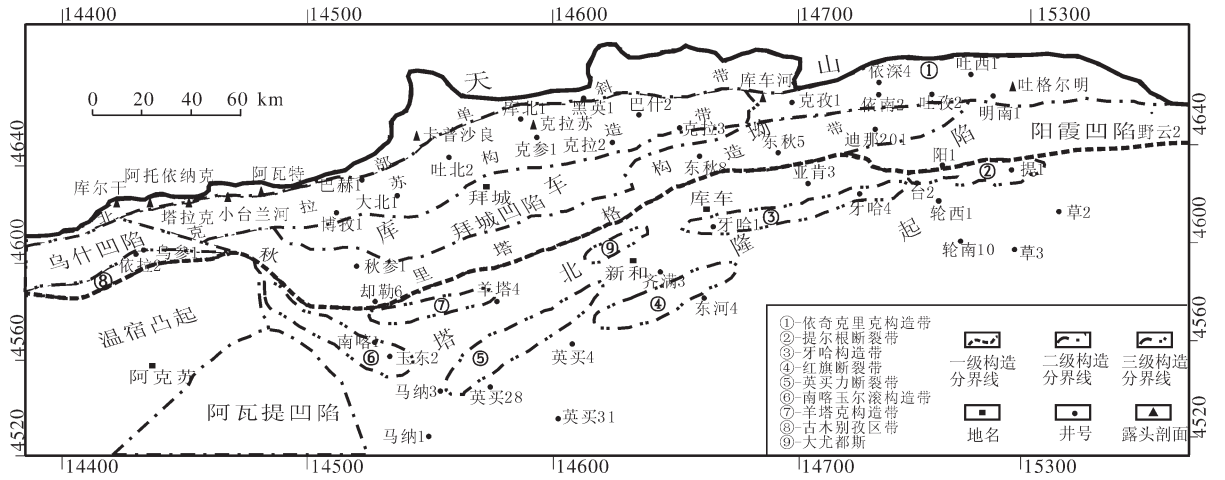 14400 14500 14600 14700 15300
天 山
0 20 40 60 km
库车河
依深4
①
吐西1
吐格尔明
克孜1
依南2
吐孜2
明南1
库北1
黑英1
巴什2
卡普沙良
克拉苏
克参1
克拉2
克拉3
东秋5
迪那201
阳霞凹陷
野云2
北部单斜带
克拉苏构造带
秋里塔格构造带
库车坳陷
塔北隆起
吐北2
东秋8
亚肯3
阳1
②
提1
台2
库尔干
阿托依纳克
阿瓦特
巴赫1
大北1
拜城
塔拉克
小台兰河
博孜1
拜城凹陷
库车
牙哈1
③
牙哈4
轮西1
草2
轮南10
草3
乌什凹陷
乌参1
依拉2
⑧
秋参1
却勒6
⑨
新和
齐满3
④
东河4
羊塔4
⑦
温宿凸起
南喀1
⑥
玉东2
⑤
英买4
阿克苏
马纳3
英买28
阿瓦提凹陷
英买31
马纳1
①-依奇克里克构造带
②-提尔根断裂带
③-牙哈构造带
④-红旗断裂带
⑤-英买力断裂带
⑥-南喀玉尔滚构造带
⑦-羊塔克构造带
⑧-古木别孜区带
⑨-大尤都斯
一级构造分界线
二级构造分界线
三级构造分界线
地名
井号
露头剖面
4640 4600 4560 4520
4640 4600 4560 4520
14400 14500 14600 14700 15300